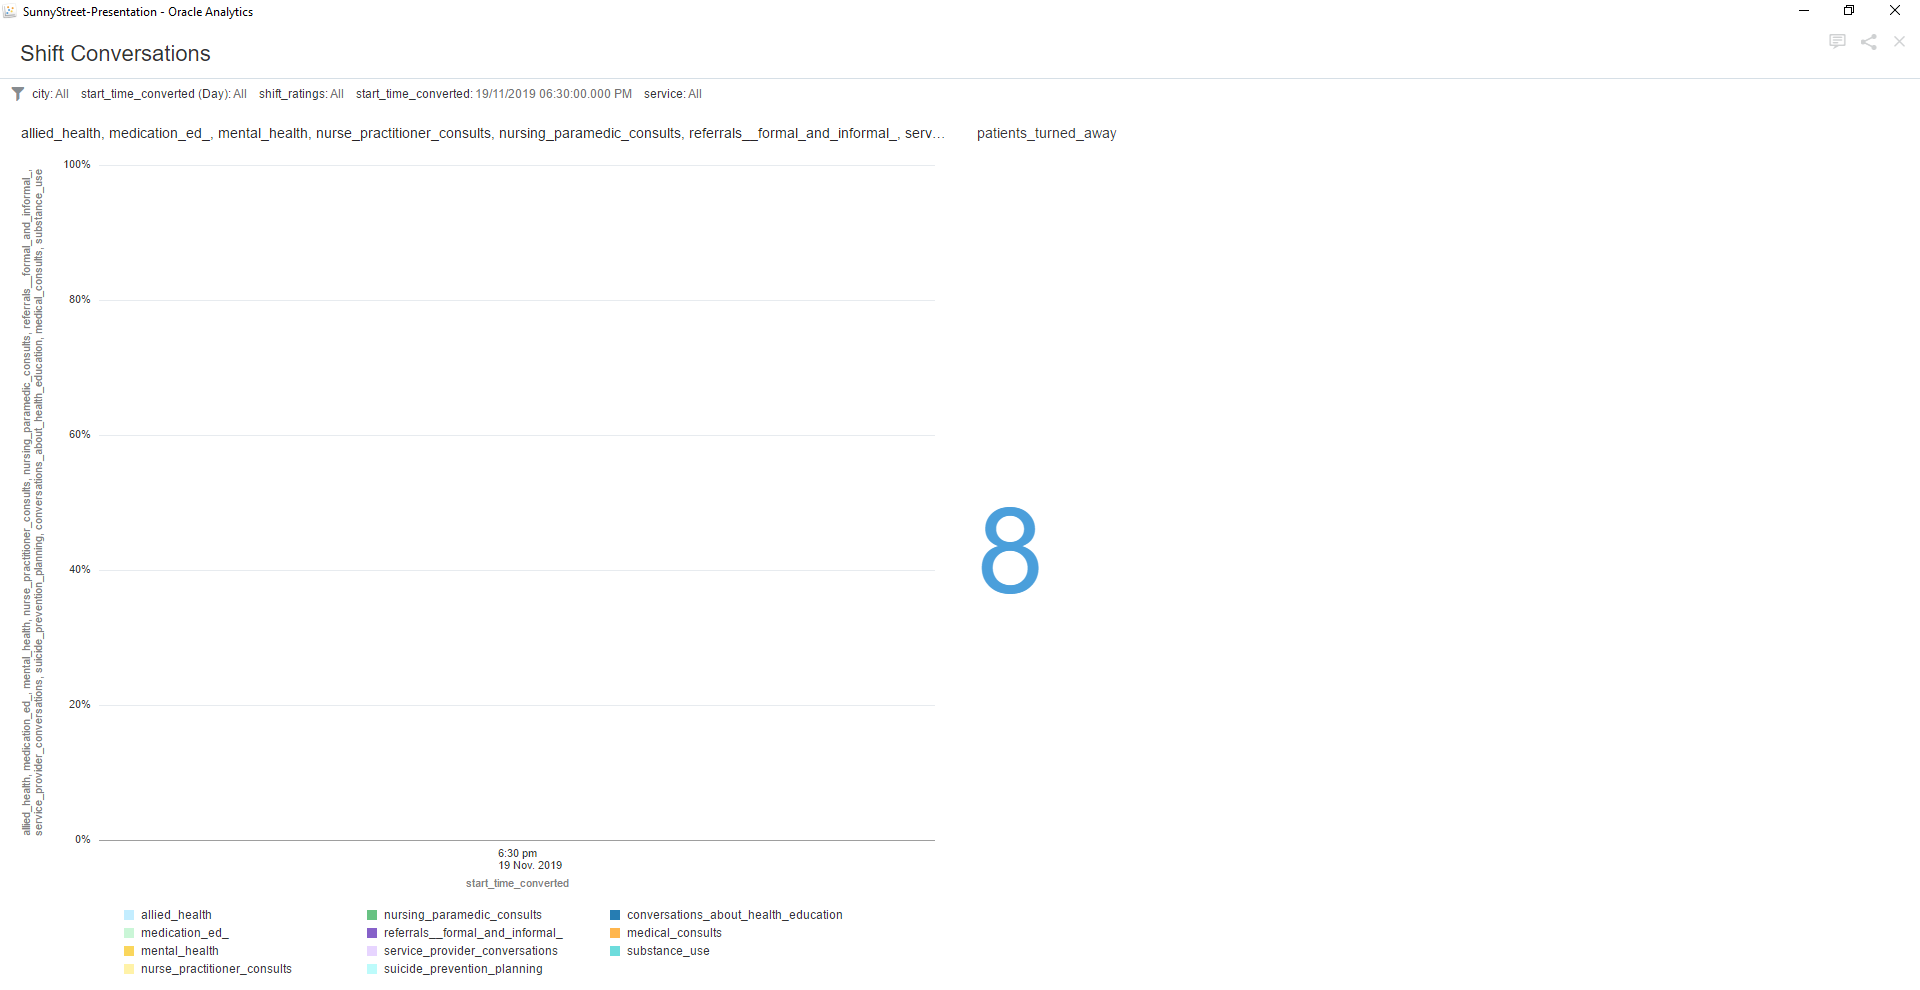 SunnyStreet-Presentation - Oracle Analytics
Shift Conversations
city: All start_time_converted (Day): All shift_ratings: All start_time_converted: 19/11/2019 06:30:00.000 PM service: All
allied_health, medication_ed_, mental_health, nurse_practitioner_consults, nursing_paramedic_consults, referrals__formal_and_informal_, serv...
patients_turned_away
allied_health, medication_ed_, mental_health, nurse_practitioner_consults, nursing_paramedic_consults, referrals__formal_and_informal_,
service_provider_conversations, suicide_prevention_planning, conversations_about_health_education, medical_consults, substance_use
100%
80%
60%
40%
20%
0%
8
6:30 pm
19 Nov. 2019
start_time_converted
allied_health
medication_ed_
mental_health
nurse_practitioner_consults
nursing_paramedic_consults
referrals__formal_and_informal_
service_provider_conversations
suicide_prevention_planning
conversations_about_health_education
medical_consults
substance_use